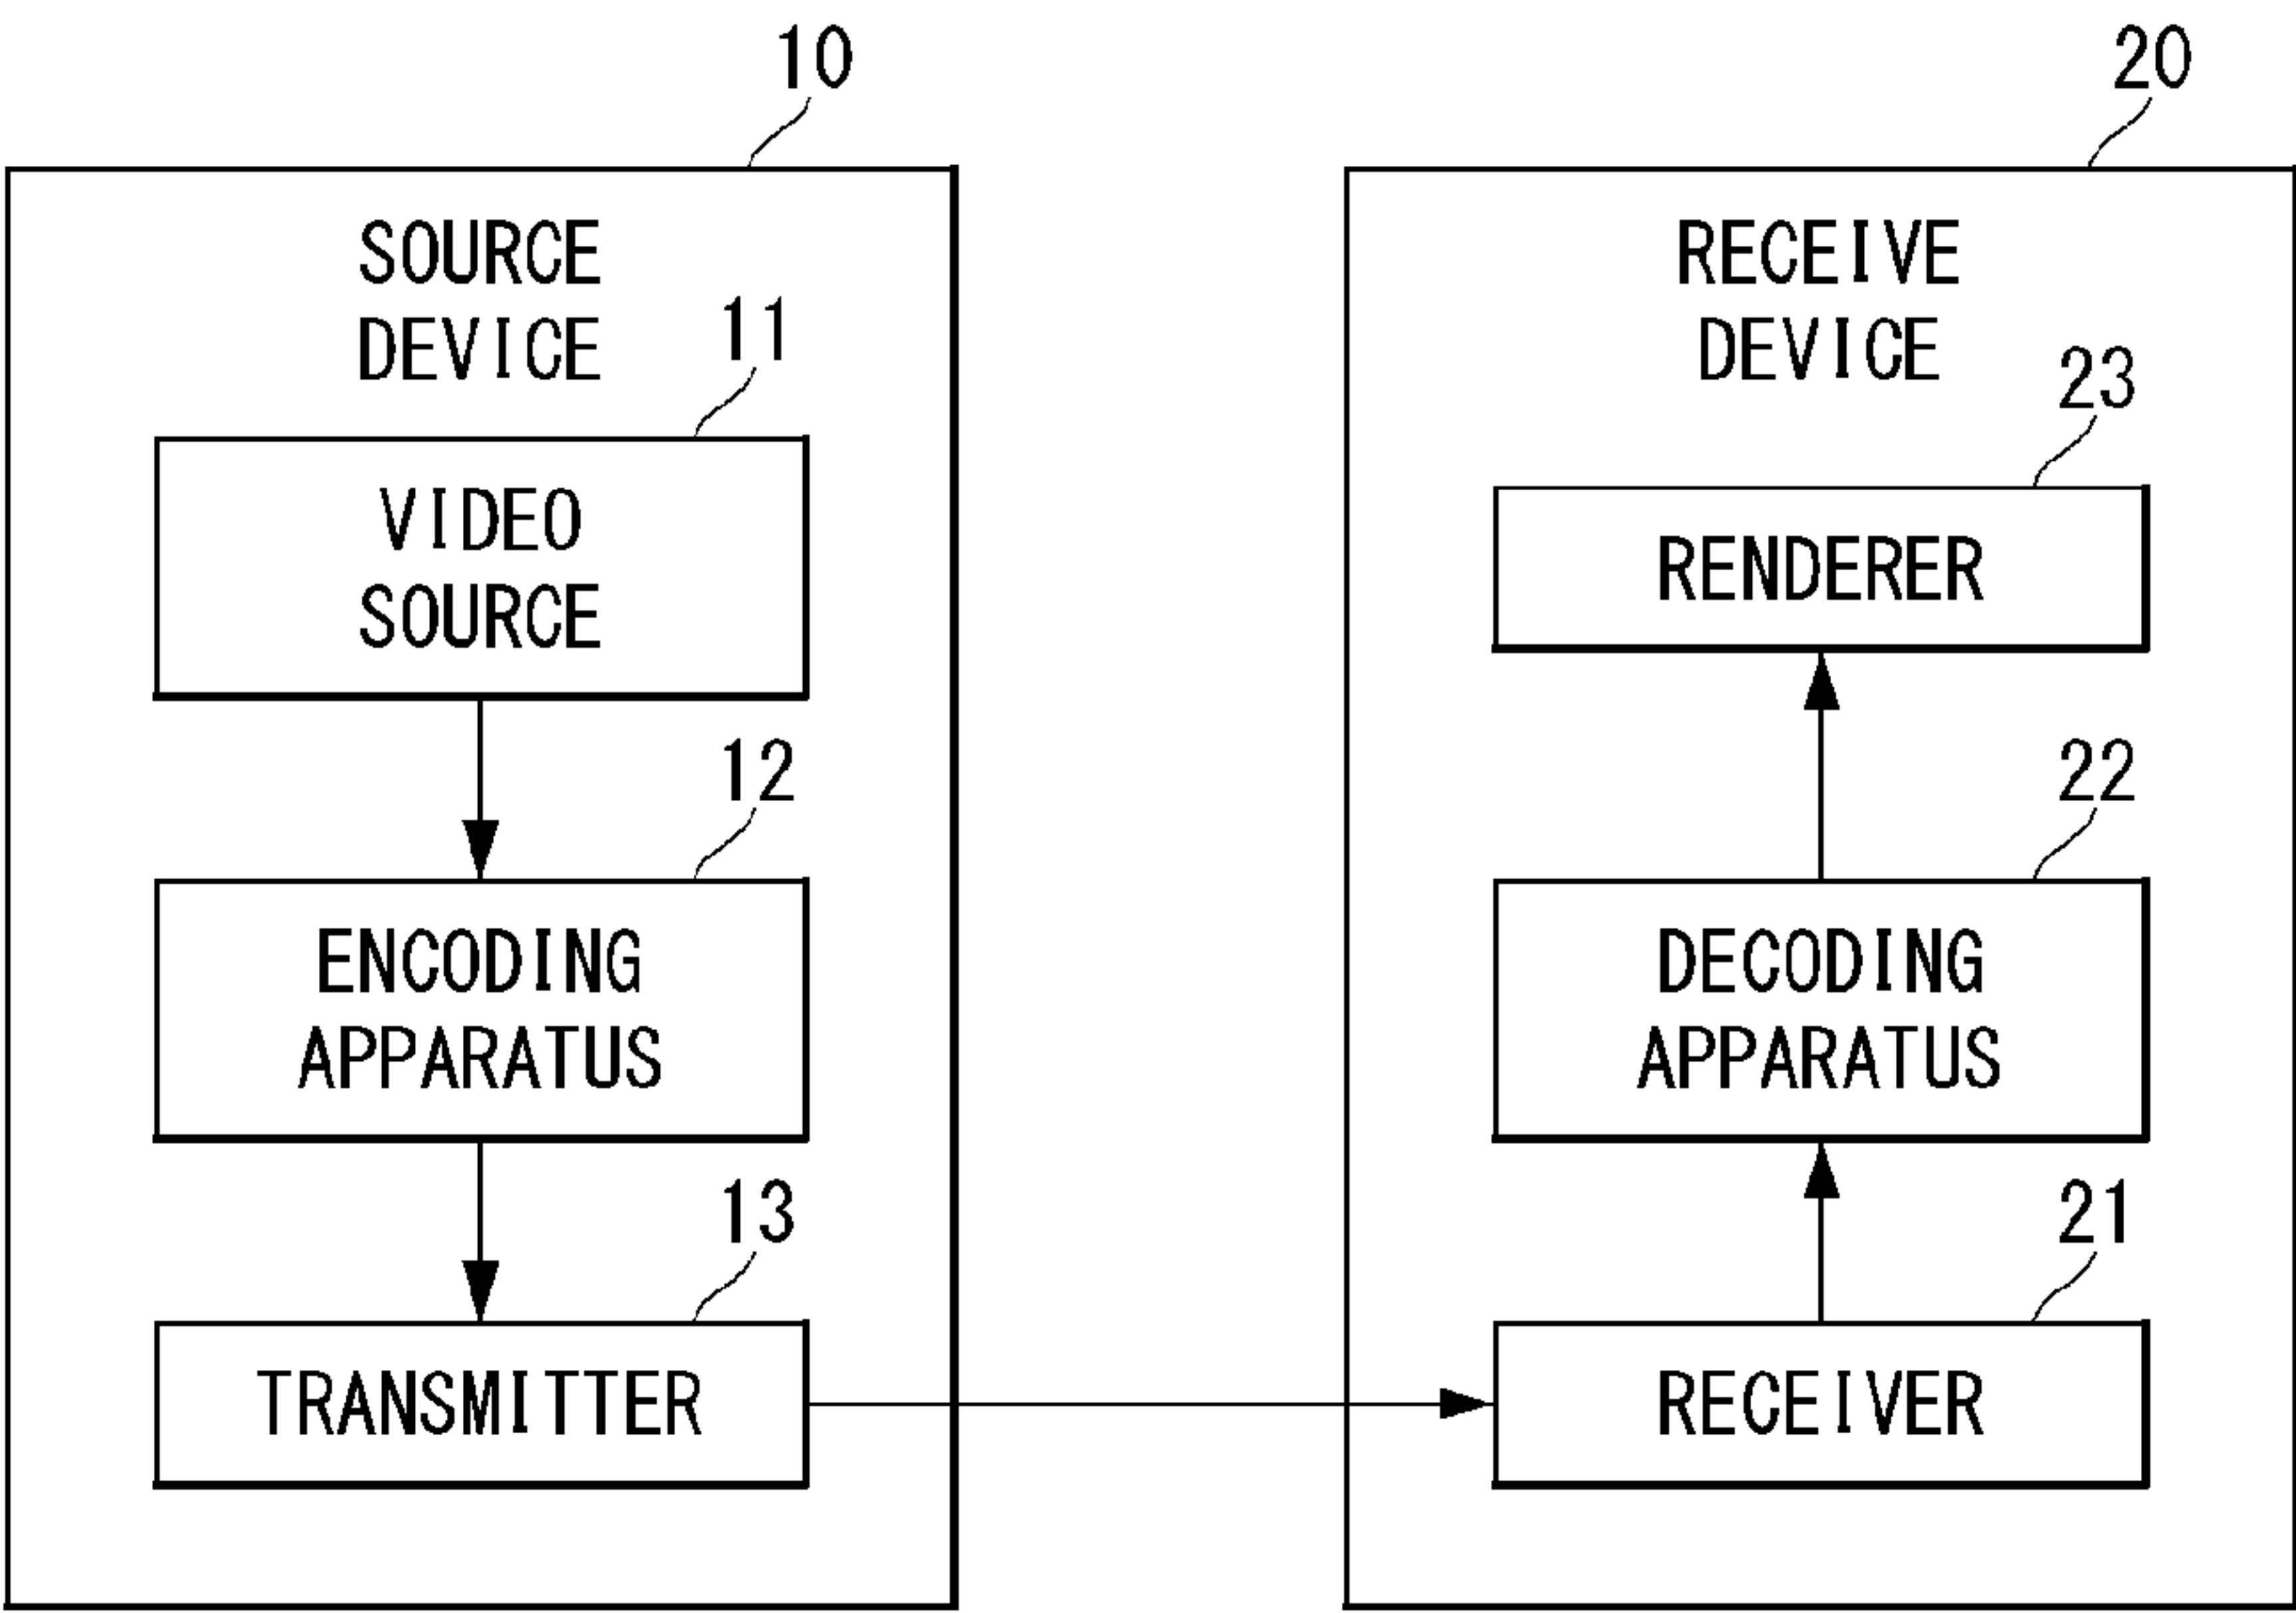 10
SOURCE
DEVICE
11
VIDEO
SOURCE
12
ENCODING
APPARATUS
13
TRANSMITTER
20
RECEIVE
DEVICE
23
RENDERER
22
DECODING
APPARATUS
21
RECEIVER